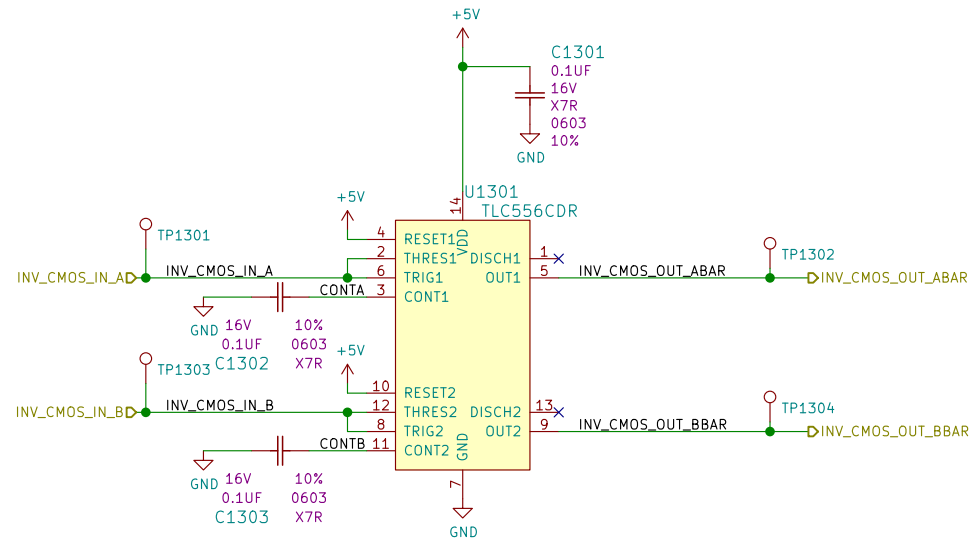 +5V
C1301
0.1UF
16V
X7R
0603
10%
GND
U1301
TLC556CDR
+5V
14
VDD
4
RESET1
2
THRES1
DISCH1
1
TP1301
TP1302
INV_CMOS_IN_A
INV_CMOS_IN_A
6
TRIG1
OUT1
5
INV_CMOS_OUT_ABAR
INV_CMOS_OUT_ABAR
CONTA
3
CONT1
GND
16V
10%
0.1UF
0603
C1302
X7R
+5V
TP1303
10
RESET2
INV_CMOS_IN_B
INV_CMOS_IN_B
12
THRES2
DISCH2
13
TP1304
8
TRIG2
OUT2
9
INV_CMOS_OUT_BBAR
INV_CMOS_OUT_BBAR
CONTB
11
CONT2
GND
7
GND
16V
10%
0.1UF
0603
C1303
X7R
GND